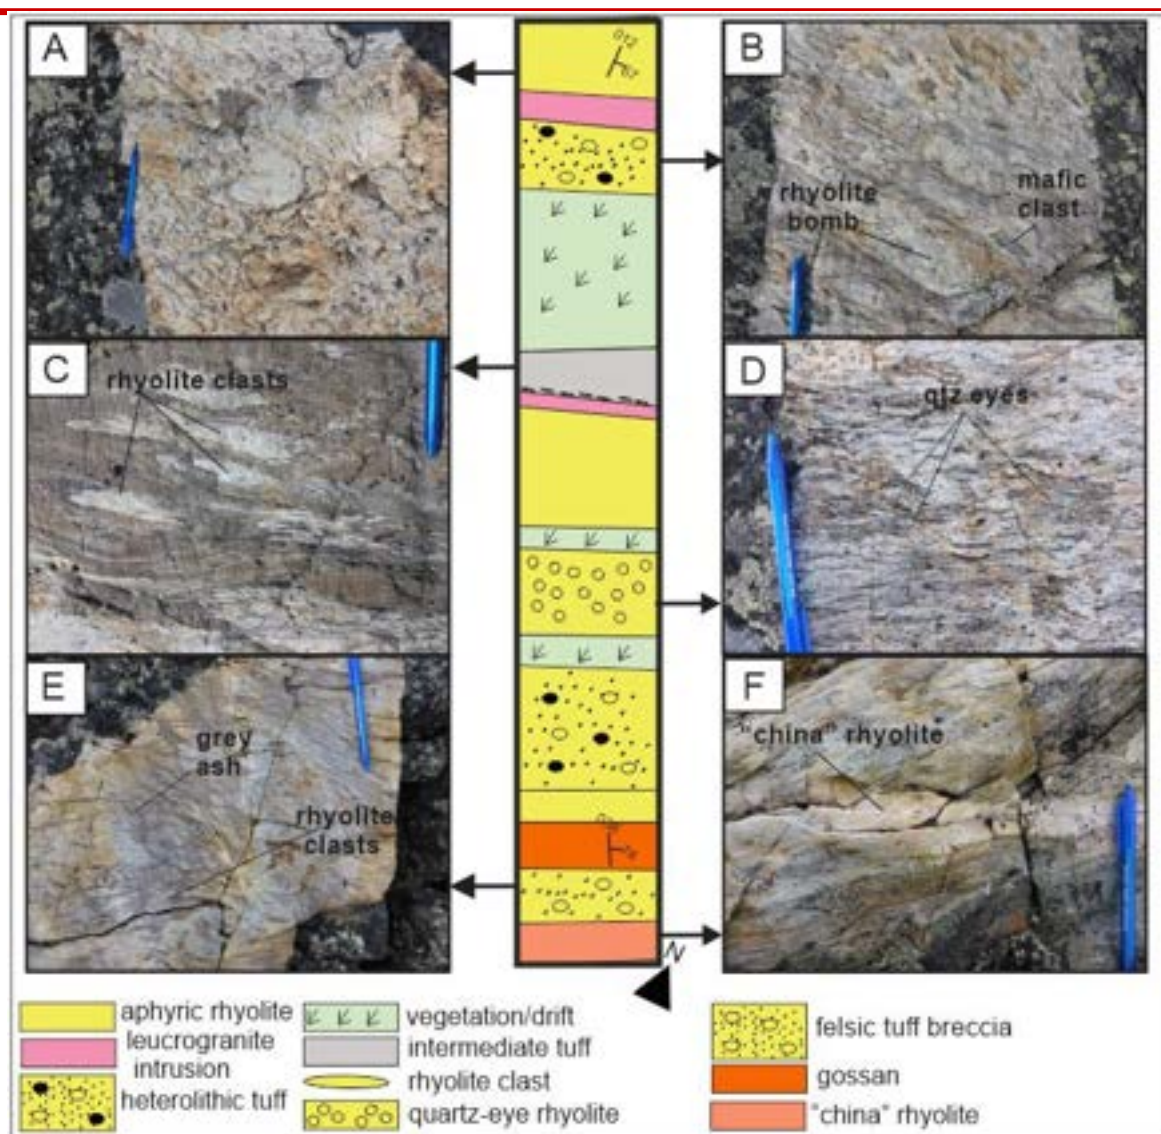 A
B
rhyolite
bomb
mafic
clast
C
rhyolite clasts
D
qtz eyes
E
grey
ash
rhyolite
clasts
F
"china" rhyolite
N
aphyric rhyolite
leucrogranite
intrusion
heterolithic tuff
vegetation/drift
intermediate tuff
rhyolite clast
quartz-eye rhyolite
felsic tuff breccia
gossan
"china" rhyolite